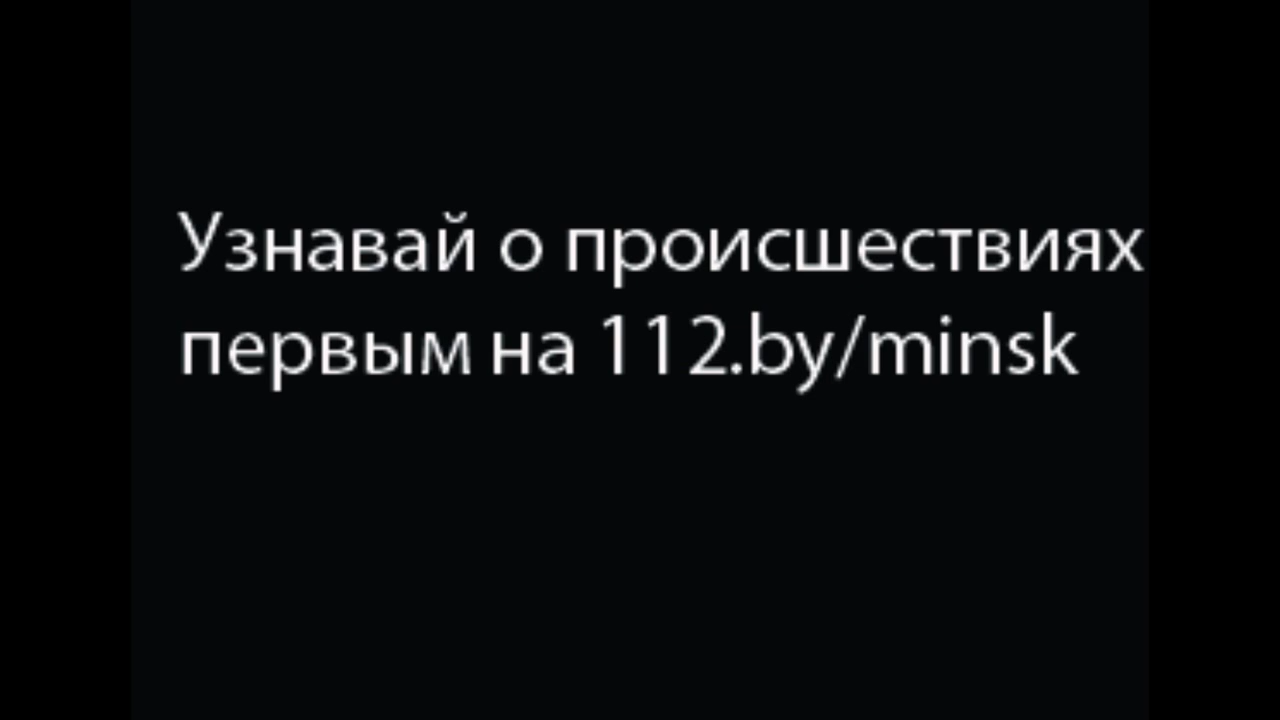 Узнавай о происшествиях
первым на 112.by/minsk